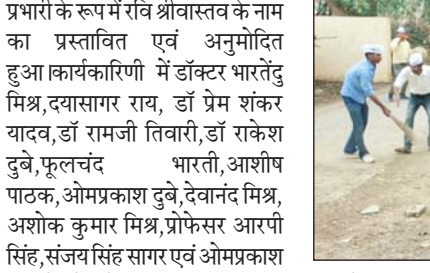 प्रभारी के रूप में रवि श्रीवास्तव के नाम
का प्रस्तावित एवं अनुमोदित
हुआ।कार्यकारिणी में डॉक्टर भारतेंदु
मिश्र,दयासागर राय, डॉ प्रेम शंकर
यादव,डॉ रामजी तिवारी,डॉ राकेश
दुबे,फूलचंद भारती,आशीष
पाठक,ओमप्रकाश दुबे,देवानंद मिश्र,
अशोक कुमार मिश्र,प्रोफेसर आरपी
सिंह,संजय सिंह सागर एवं ओमप्रकाश